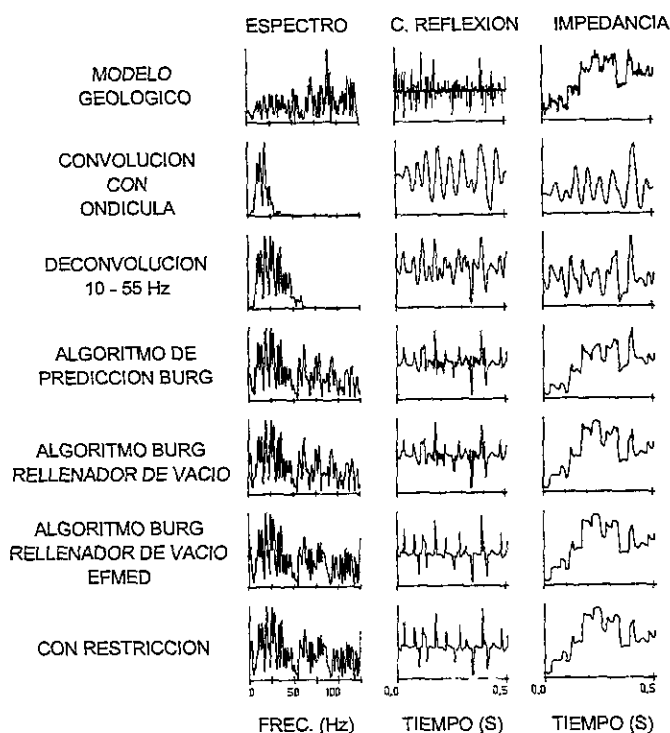 ESPECTRO C. REFLEXION IMPEDANCIA
MODELO
GEOLOGICO
CONVOLUCION
CON
ONDICULA
DECONVOLUCION
10 - 55 Hz
ALGORITMO DE
PREDICCION BURG
ALGORITMO BURG
RELLENADOR DE VACIO
ALGORITMO BURG
RELLENADOR DE VACIO
EFMED
CON RESTRICCION
0 50 100 0,0 0,5 0,0 0,5
FREC. (Hz) TIEMPO (S) TIEMPO (S)